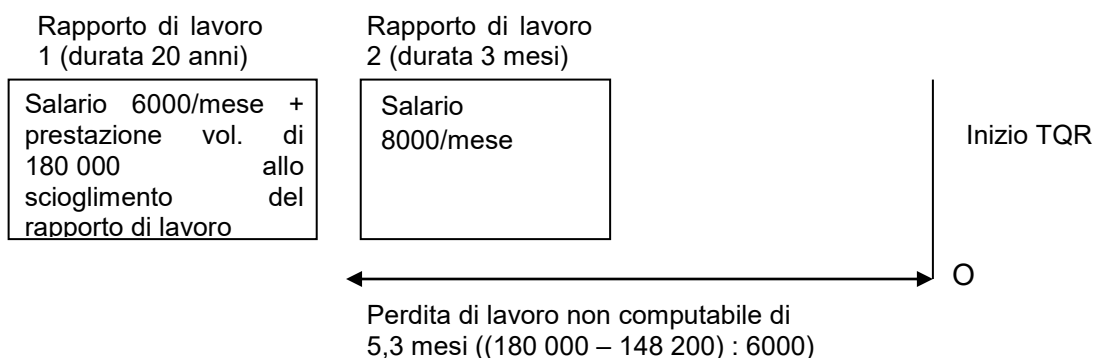 Rapporto di lavoro
1 (durata 20 anni)
Rapporto di lavoro
2 (durata 3 mesi)
Salario 6000/mese +
prestazione vol. di
180 000 allo
scioglimento del
rapporto di lavoro
Salario
8000/mese
Inizio TQR
O
Perdita di lavoro non computabile di
5,3 mesi ((180 000 – 148 200) : 6000)